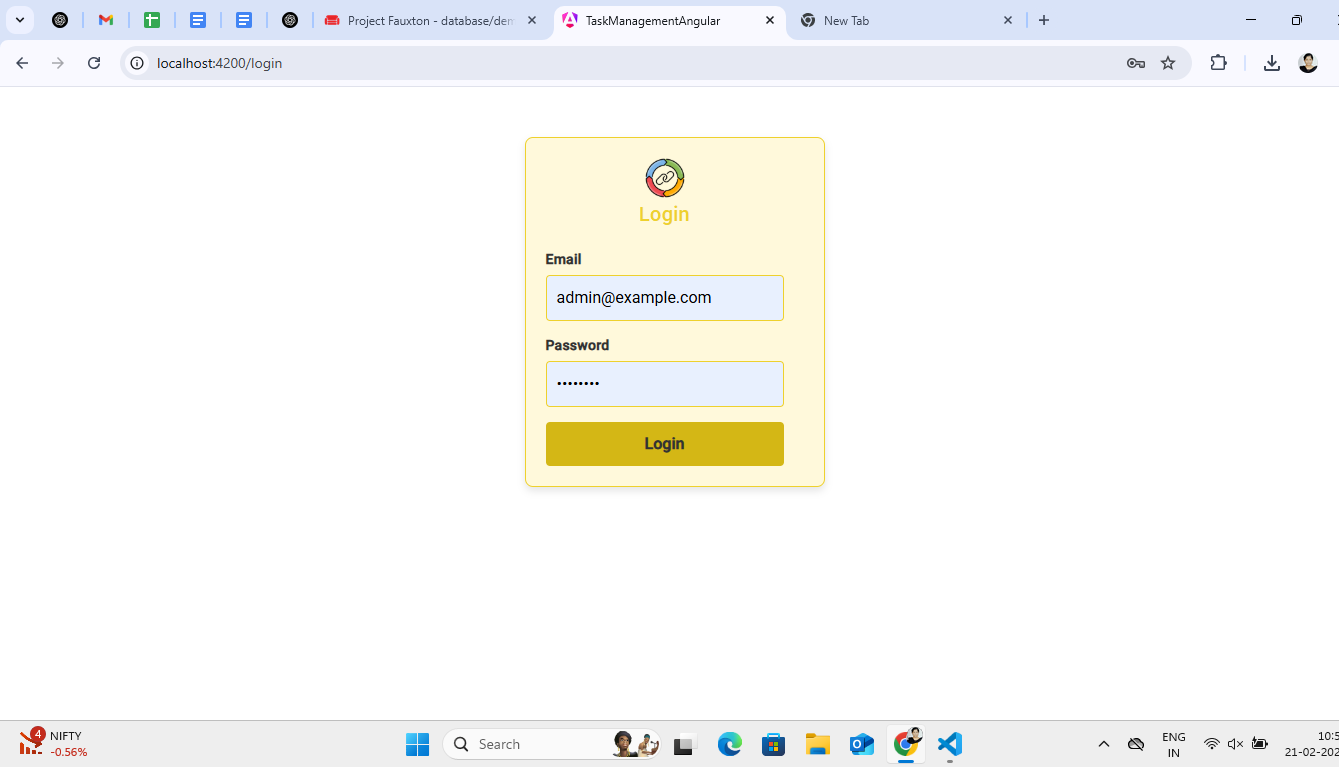 Project Fauxton - database/dem
TaskManagementAngular
New Tab
localhost:4200/login
Login
Email
admin@example.com
Password
••••••••
Login
4
NIFTY
-0.56%
Search
ENG
IN
10:5
21-02-202